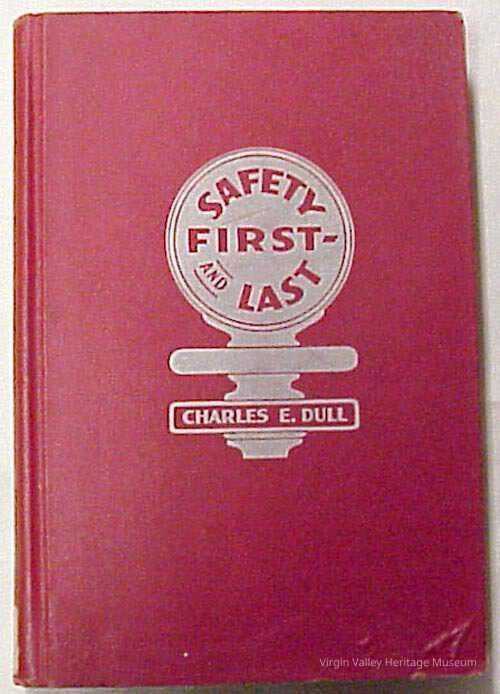 SAFETY
FIRST-
AND
LAST
CHARLES E. DULL
Virgin Valley Heritage Museum